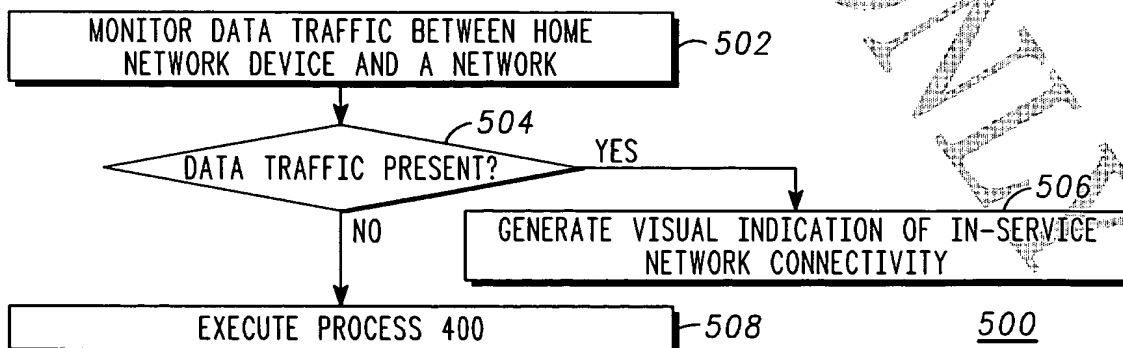 MONITOR DATA TRAFFIC BETWEEN HOME
NETWORK DEVICE AND A NETWORK
502
504
DATA TRAFFIC PRESENT?
YES
NO
506
GENERATE VISUAL INDICATION OF IN-SERVICE
NETWORK CONNECTIVITY
EXECUTE PROCESS 400
508
500